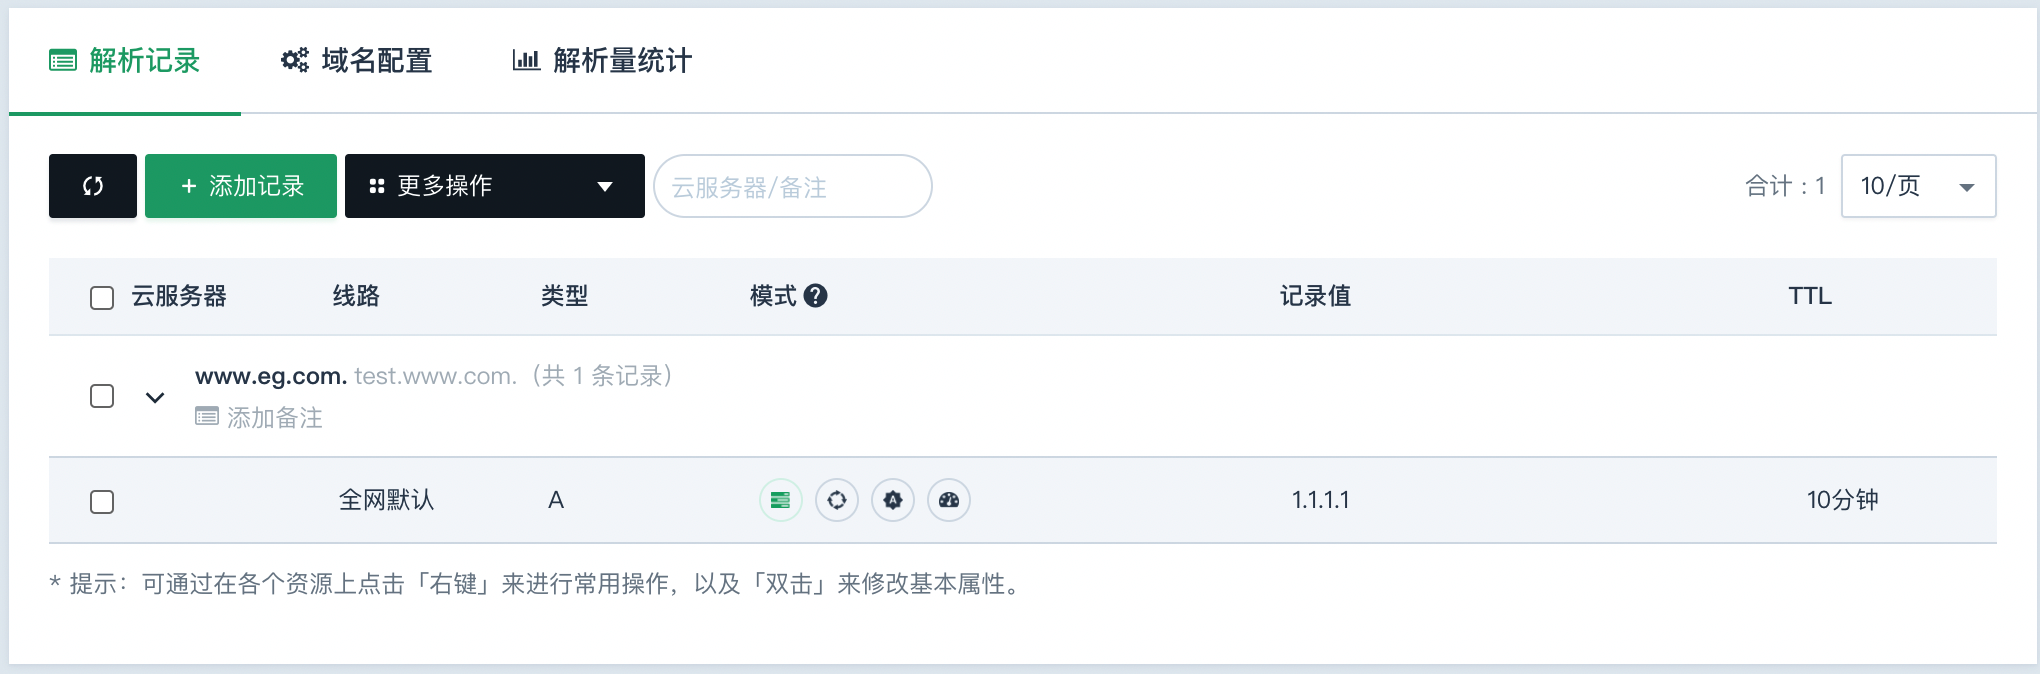 解析记录 域名配置 解析量统计
+ 添加记录 更多操作 云服务器/备注 合计 : 1 10/页
云服务器 线路 类型 模式 ? 记录值 TTL
www.eg.com. test.www.com.（共 1 条记录）
添加备注
全网默认 A A 1.1.1.1 10分钟
* 提示：可通过在各个资源上点击「右键」来进行常用操作，以及「双击」来修改基本属性。